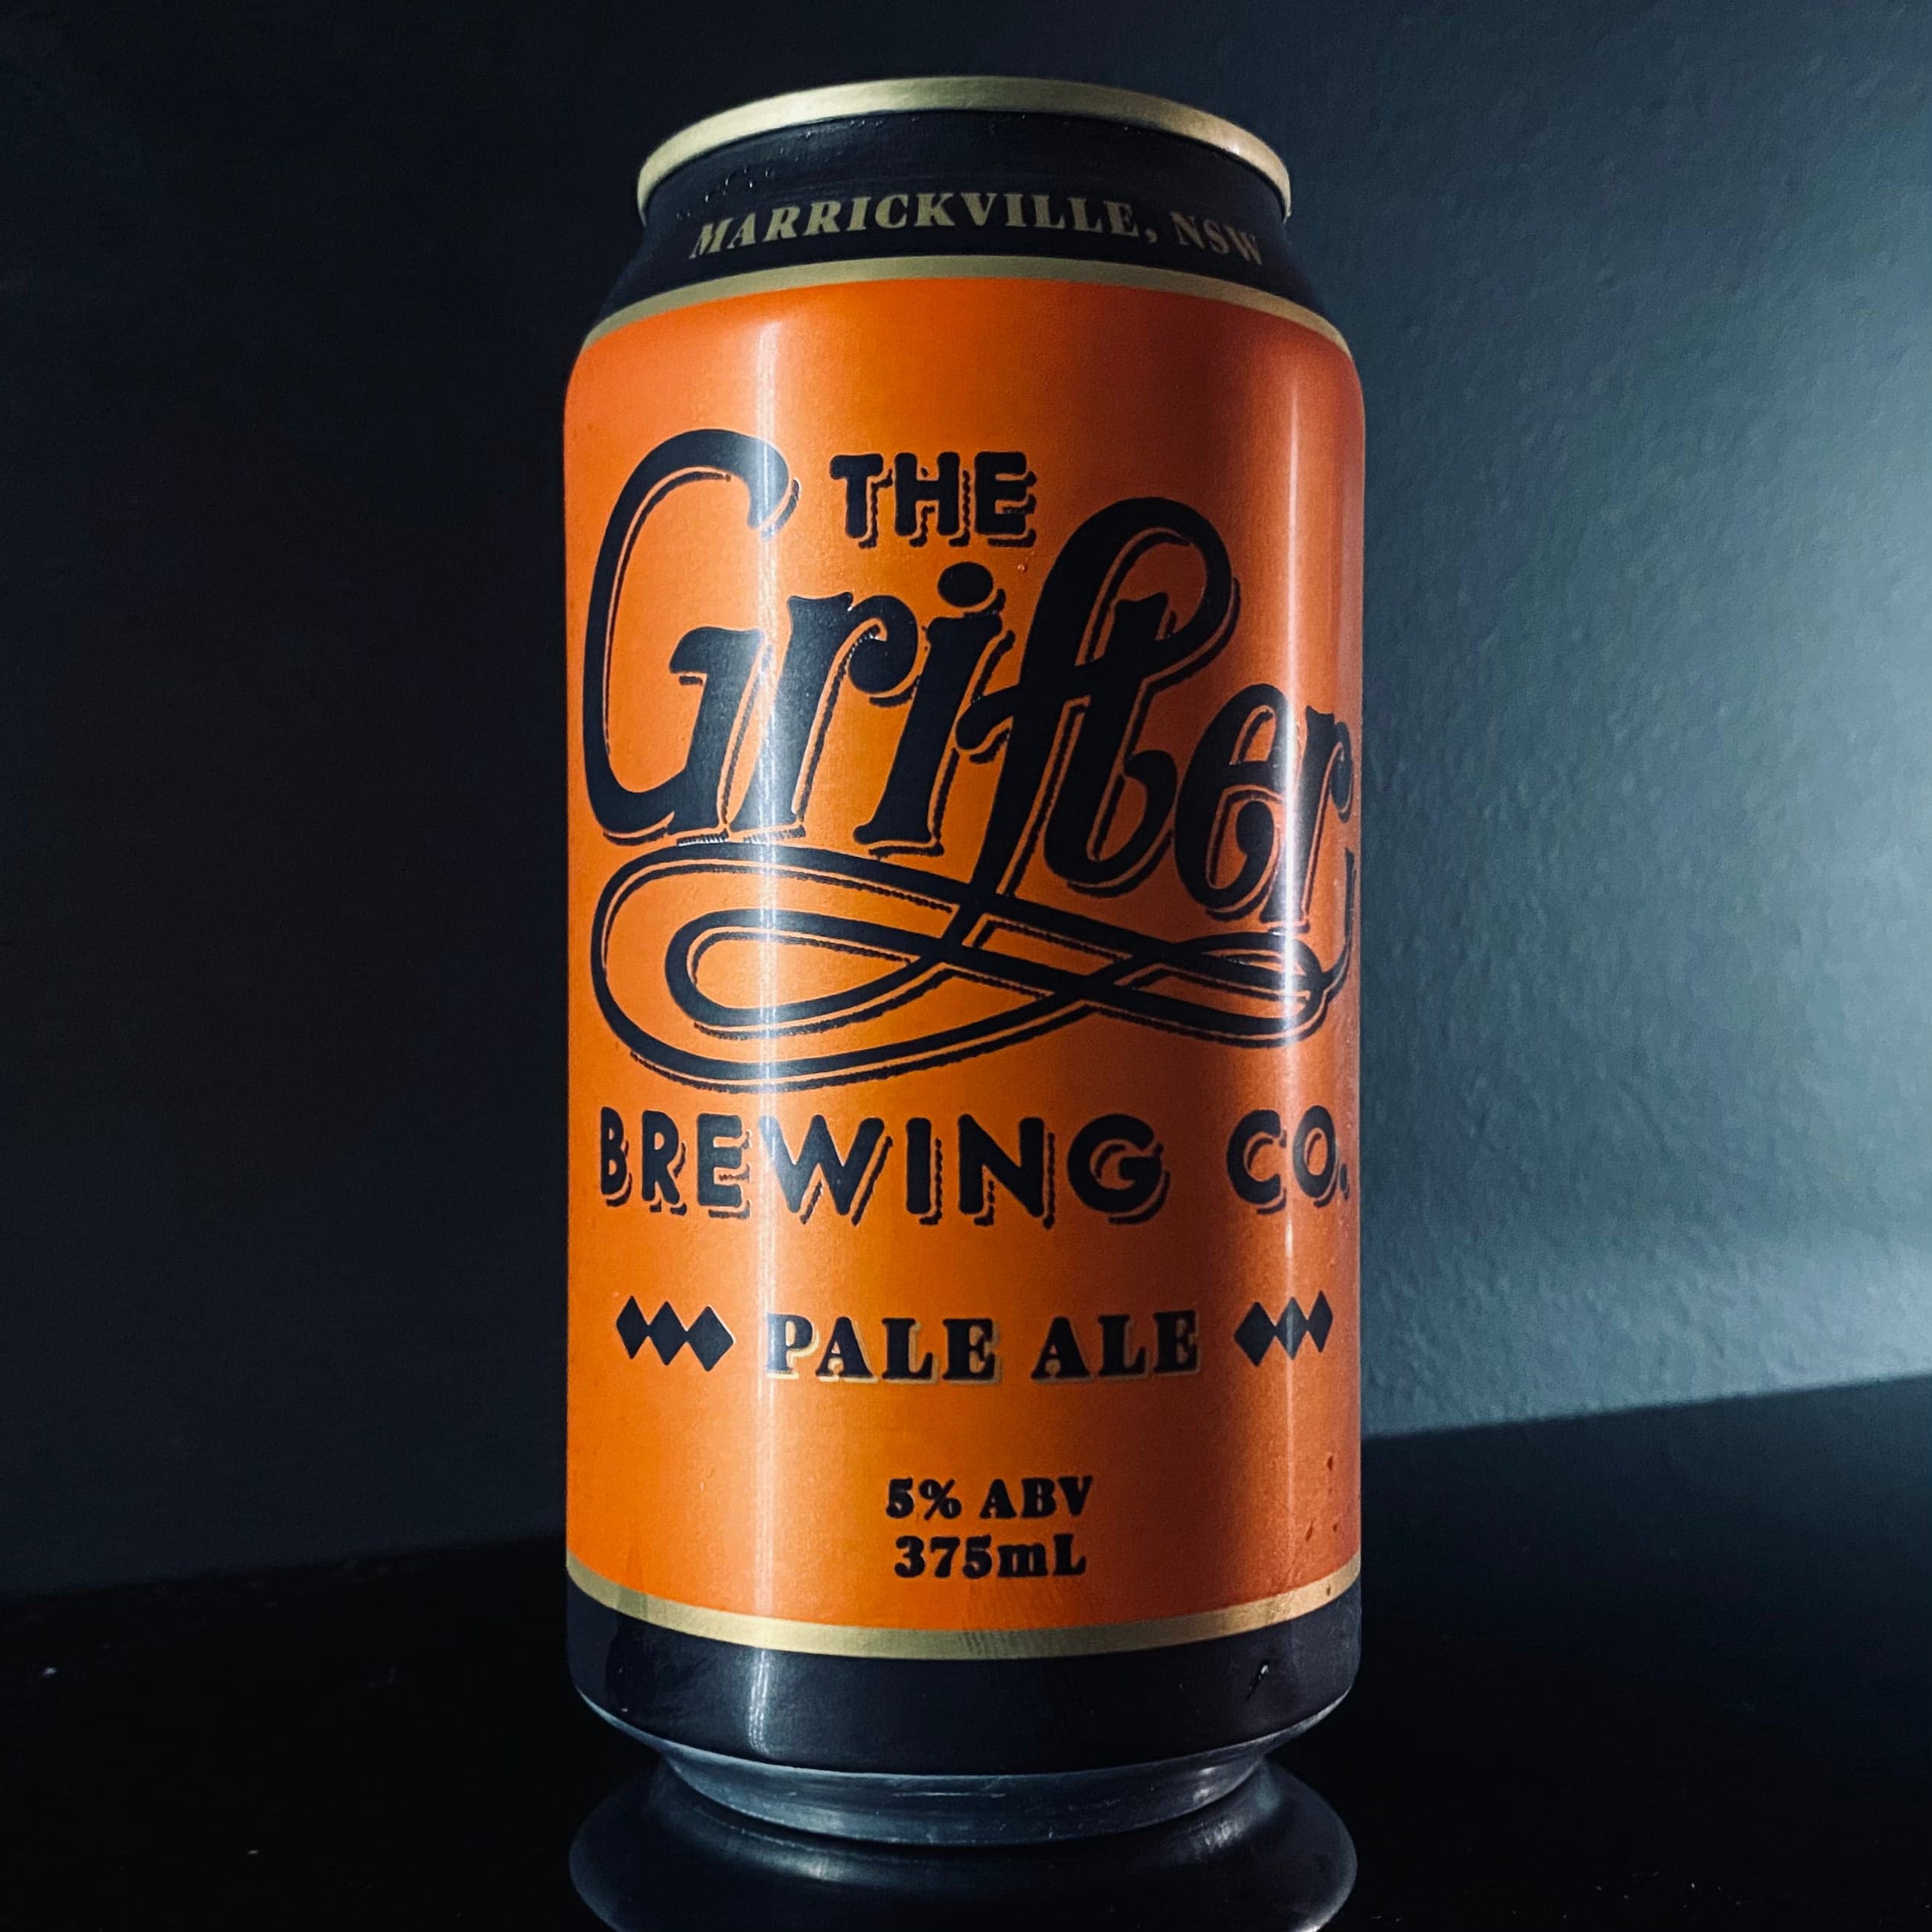 MARRICKVILLE, NSW
THE
Grifter
BREWING CO.
PALE ALE
5% ABV
375mL